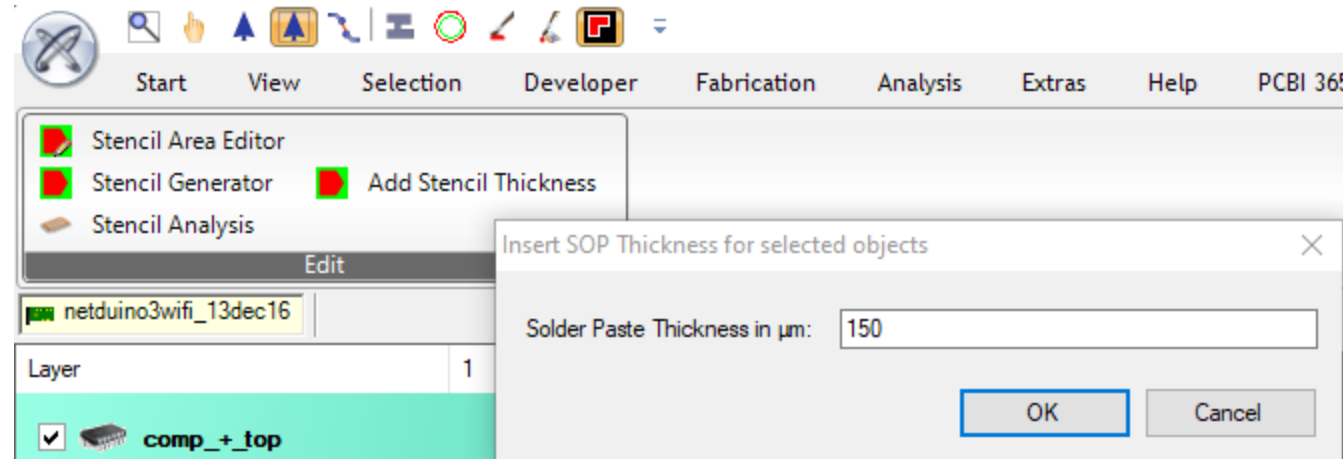 Start View Selection Developer Fabrication Analysis Extras Help PCBI 365
Stencil Area Editor
Stencil Generator Add Stencil Thickness
Stencil Analysis
Edit
Insert SOP Thickness for selected objects
netduino3wifi_13dec16
Solder Paste Thickness in µm: 150
Layer 1
OK Cancel
comp_+_top